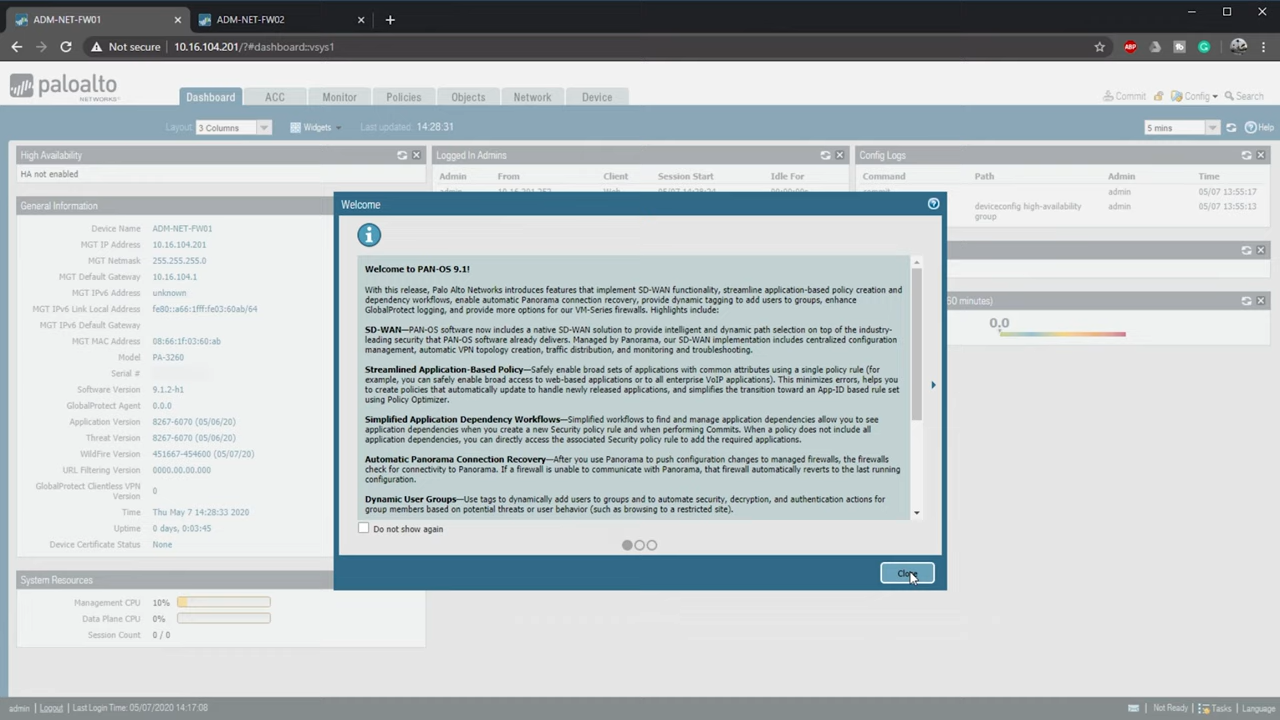 ADM-NET-FW01
ADM-NET-FW02
Not secure
10.16.104.201/?#dashboard::vsys1
ABP
paloalto
NETWORKS
Dashboard
ACC
Monitor
Policies
Objects
Network
Device
Commit
Config
Search
Layout
3 Columns
Widgets
Last updated: 14:28:31
5 mins
Help
High Availability
HA not enabled
General Information
Device Name ADM-NET-FW01
MGT IP Address 10.16.104.201
MGT Netmask 255.255.255.0
MGT Default Gateway 10.16.104.1
MGT IPv6 Address unknown
MGT IPv6 Link Local Address fe80::a66:1fff:fe03:60ab/64
MGT IPv6 Default Gateway
MGT MAC Address 08:66:1f:03:60:ab
Model PA-3260
Serial #
Software Version 9.1.2-h1
GlobalProtect Agent 0.0.0
Application Version 8267-6070 (05/06/20)
Threat Version 8267-6070 (05/06/20)
WildFire Version 451667-454600 (05/07/20)
URL Filtering Version 0000.00.00.000
GlobalProtect Clientless VPN
Version 0
Time Thu May 7 14:28:33 2020
Uptime 0 days, 0:03:45
Device Certificate Status None
System Resources
Management CPU 10%
Data Plane CPU 0%
Session Count 0 / 0
Logged In Admins
Admin From Client Session Start Idle For
Config Logs
Command Path Admin Time
commit admin 05/07 13:55:17
deviceconfig high-availability admin 05/07 13:55:13
group
0.0
Welcome
Welcome to PAN-OS 9.1!
With this release, Palo Alto Networks introduces features that implement SD-WAN functionality, streamline application-based policy creation and
dependency workflows, enable automatic Panorama connection recovery, provide dynamic tagging to add users to groups, enhance
GlobalProtect logging, and provide more options for our VM-Series firewalls. Highlights include:
SD-WAN—PAN-OS software now includes a native SD-WAN solution to provide intelligent and dynamic path selection on top of the industry-
leading security that PAN-OS software already delivers. Managed by Panorama, our SD-WAN implementation includes centralized configuration
management, automatic VPN topology creation, traffic distribution, and monitoring and troubleshooting.
Streamlined Application-Based Policy—Safely enable broad sets of applications with common attributes using a single policy rule (for
example, you can safely enable broad access to web-based applications or to all enterprise VoIP applications). This minimizes errors, helps you
to create policies that automatically update to handle newly released applications, and simplifies the transition toward an App-ID based rule set
using Policy Optimizer.
Simplified Application Dependency Workflows—Simplified workflows to find and manage application dependencies allow you to see
application dependencies when you create a new Security policy rule and when performing Commits. When a policy does not include all
application dependencies, you can directly access the associated Security policy rule to add the required applications.
Automatic Panorama Connection Recovery—After you use Panorama to push configuration changes to managed firewalls, the firewalls
check for connectivity to Panorama. If a firewall is unable to communicate with Panorama, that firewall automatically reverts to the last running
configuration.
Dynamic User Groups—Use tags to dynamically add users to groups and to automate security, decryption, and authentication actions for
group members based on potential threats or user behavior (such as browsing to a restricted site).
Do not show again
Close
admin | Logout | Last Login Time: 05/07/2020 14:17:08
Not Ready
Tasks
Language